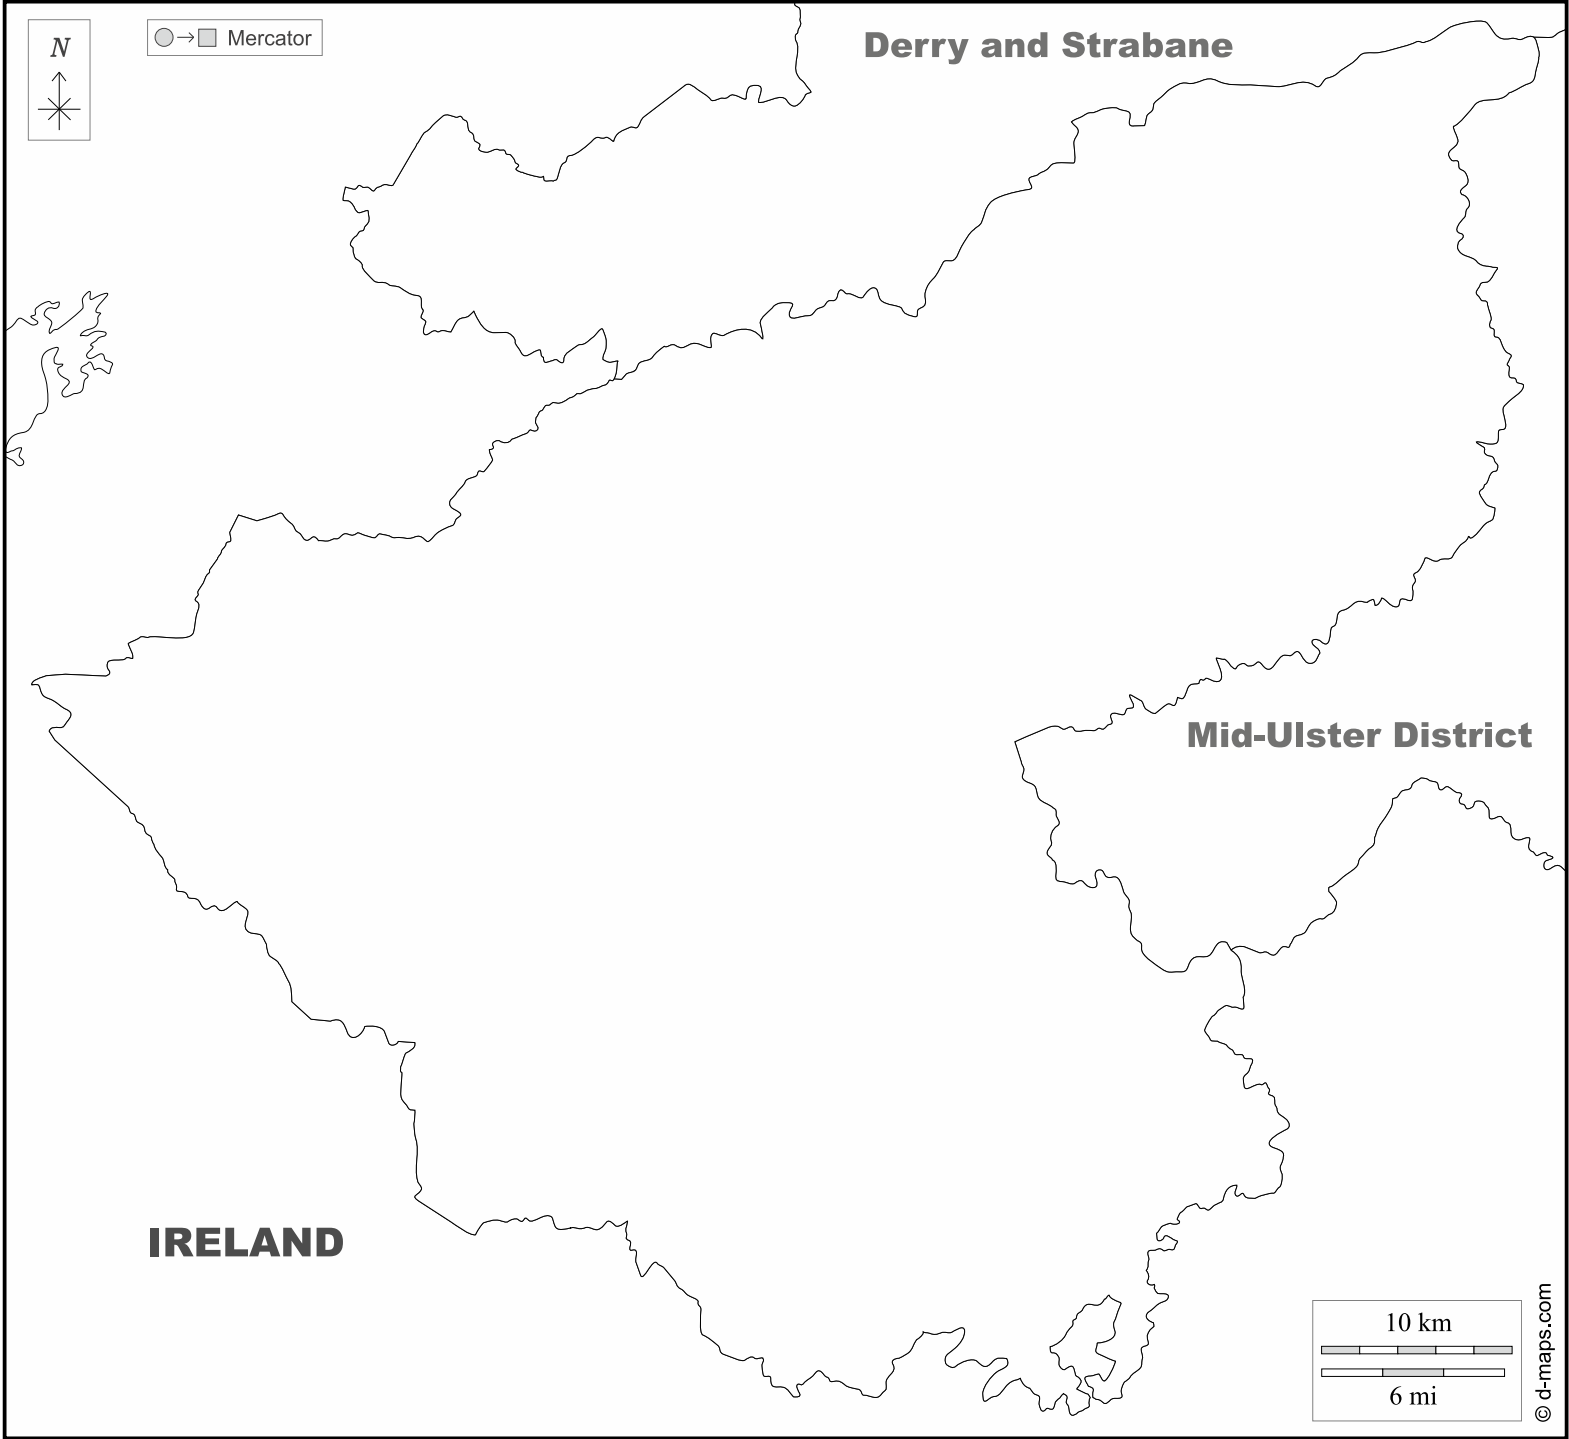 N
Mercator
Derry and Strabane
Mid-Ulster District
IRELAND
10 km
6 mi
© d-maps.com